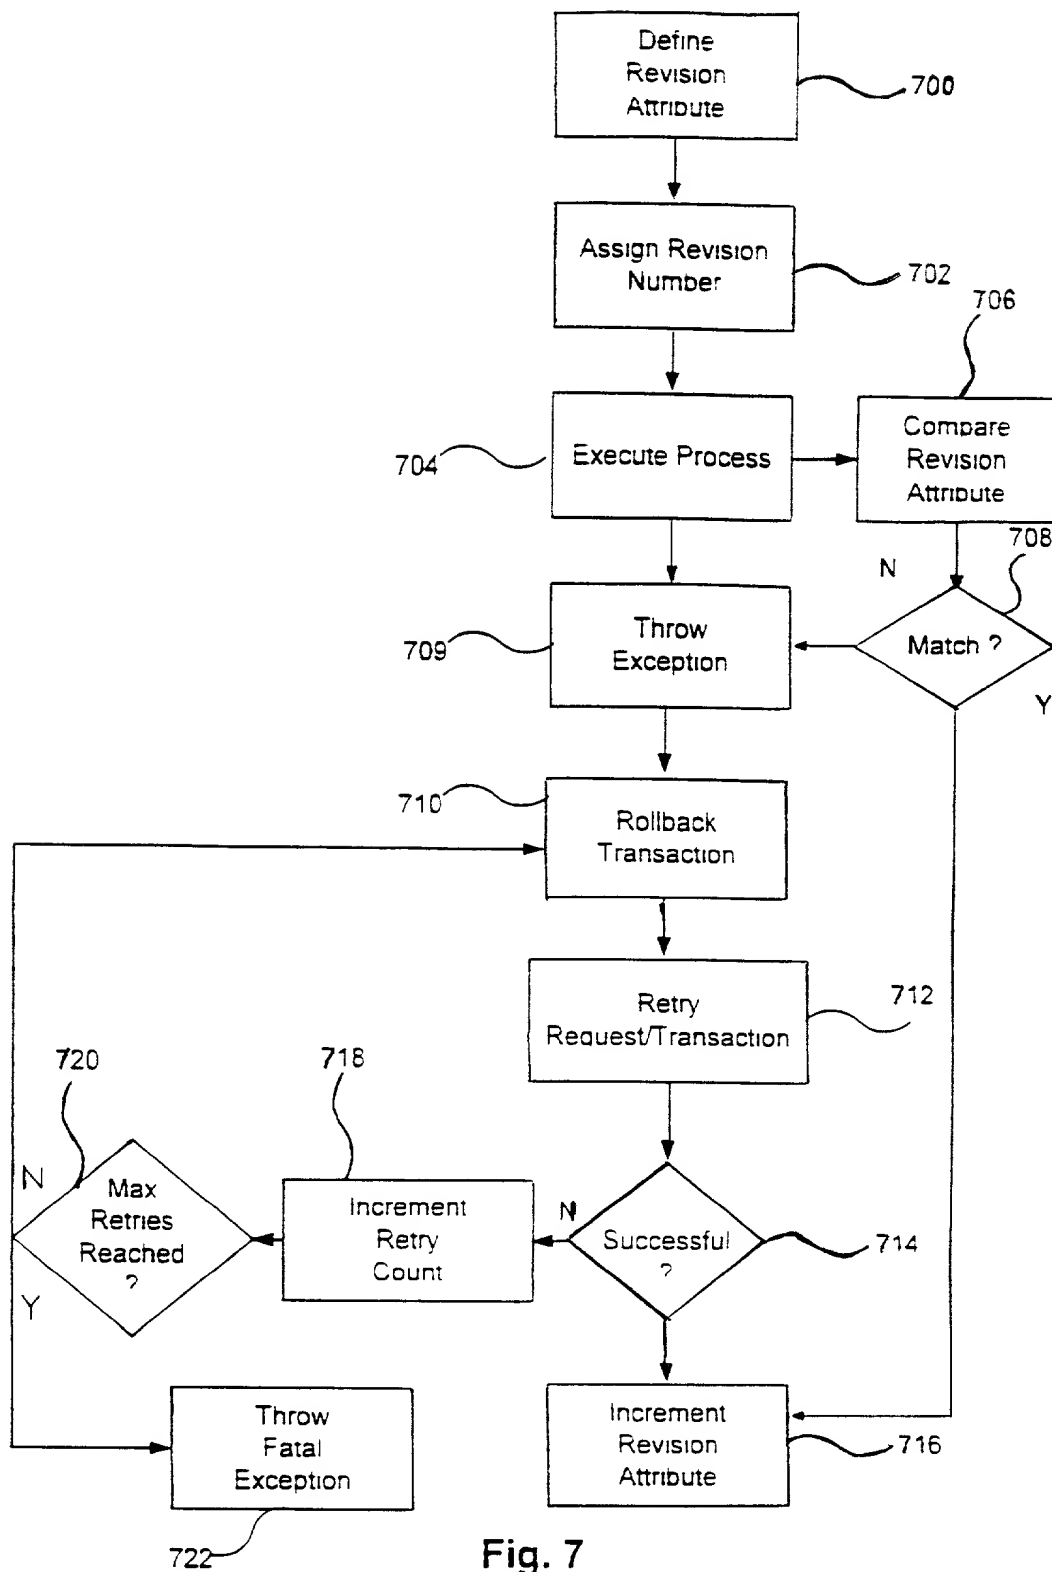 Define
Revision
Attribute
700
Assign Revision
Number
702
706
704
Execute Process
Compare
Revision
Attribute
708
N
709
Throw
Exception
Match ?
Y
710
Rollback
Transaction
712
Retry
Request/Transaction
720
718
N
Max
Retries
Reached
?
Y
Increment
Retry
Count
N
Successful
?
714
Throw
Fatal
Exception
Increment
Revision
Attribute
716
722
Fig. 7